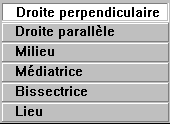 Droite perpendiculaire
Droite parallèle
Milieu
Médiatrice
Bissectrice
Lieu